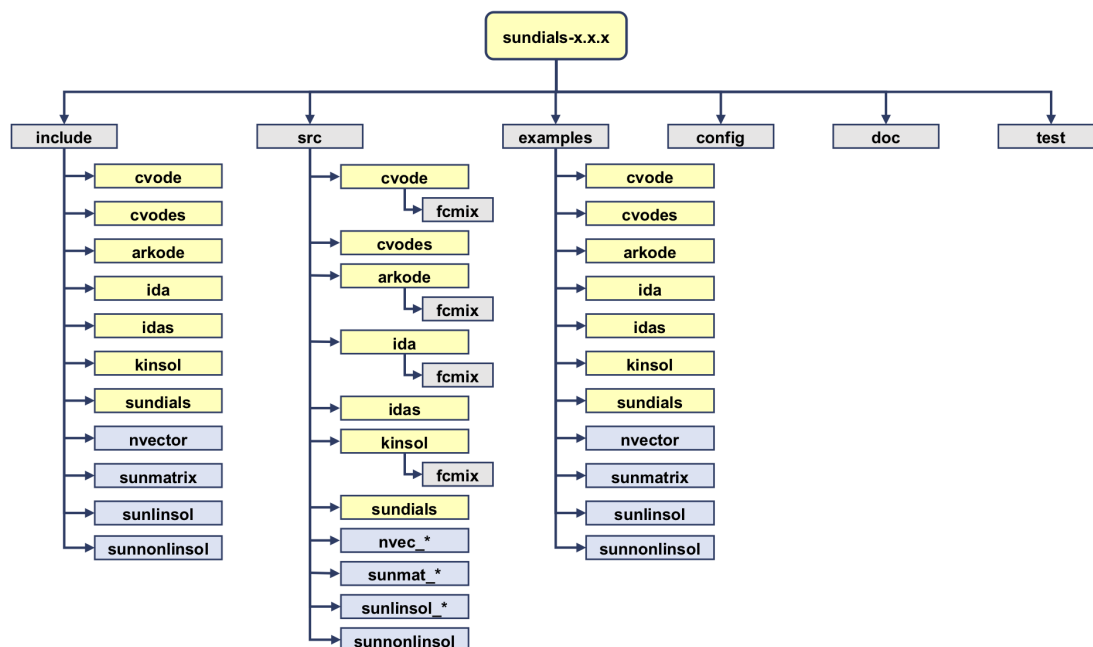 sundials-x.x.x
include
src
examples
config
doc
test
cvode
cvodes
arkode
ida
idas
kinsol
sundials
nvector
sunmatrix
sunlinsol
sunnonlinsol
cvode
fcmix
cvodes
arkode
fcmix
ida
fcmix
idas
kinsol
fcmix
sundials
nvec_*
sunmat_*
sunlinsol_*
sunnonlinsol
cvode
cvodes
arkode
ida
idas
kinsol
sundials
nvector
sunmatrix
sunlinsol
sunnonlinsol